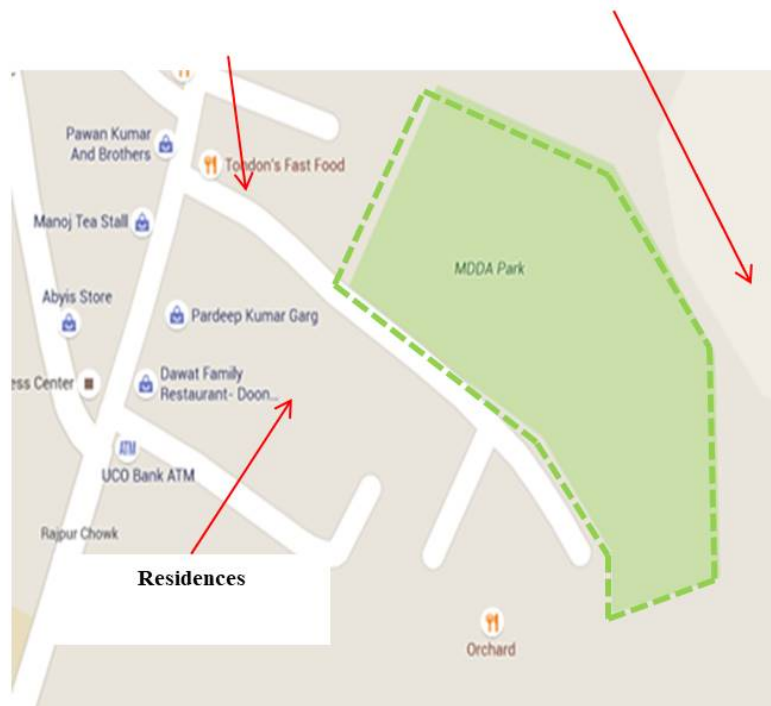 Pawan Kumar
And Brothers
Tondon's Fast Food
Manoj Tea Stall
MDDA Park
Abyis Store
Pardeep Kumar Garg
ess Center
Dawat Family
Restaurant- Doon...
ATM
UCO Bank ATM
Rajpur Chowk
Residences
Orchard